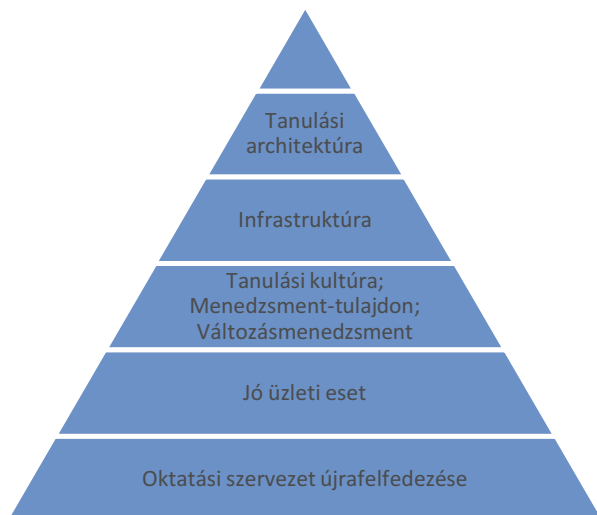 Tanulási
architektúra
Infrastruktúra
Tanulási kultúra;
Menedzsment-tulajdon;
Változásmenedzsment
Jó üzleti eset
Oktatási szervezet újrafelfedezése